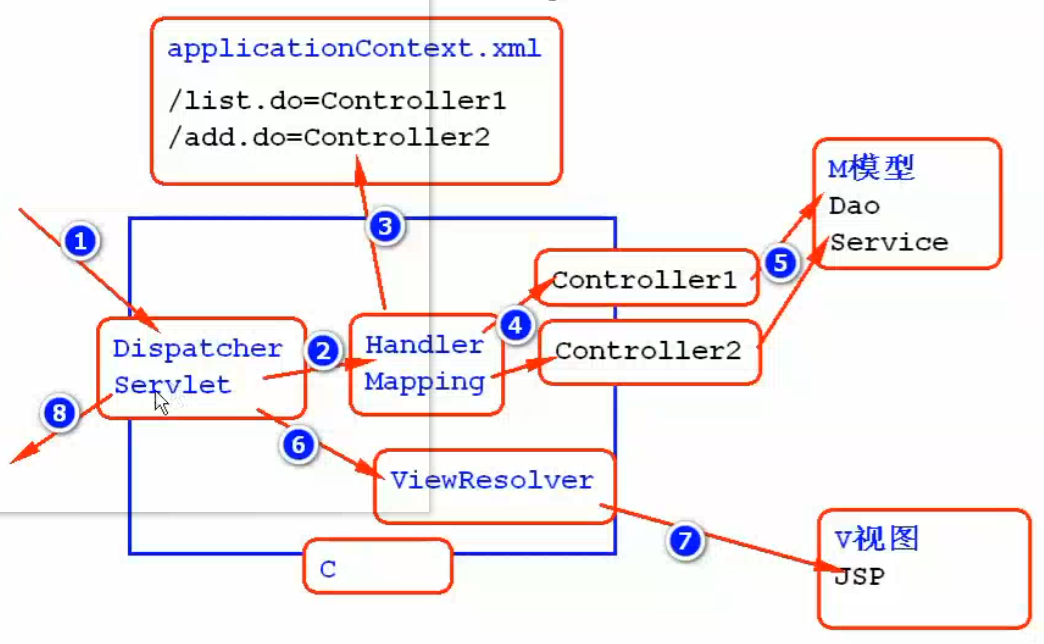 applicationContext.xml
/list.do=Controller1
/add.do=Controller2
M模型
Dao
Service
1
3
Controller1
5
4
Dispatcher
Servlet
2
Handler
Mapping
Controller2
8
6
ViewResolver
7
V视图
JSP
C